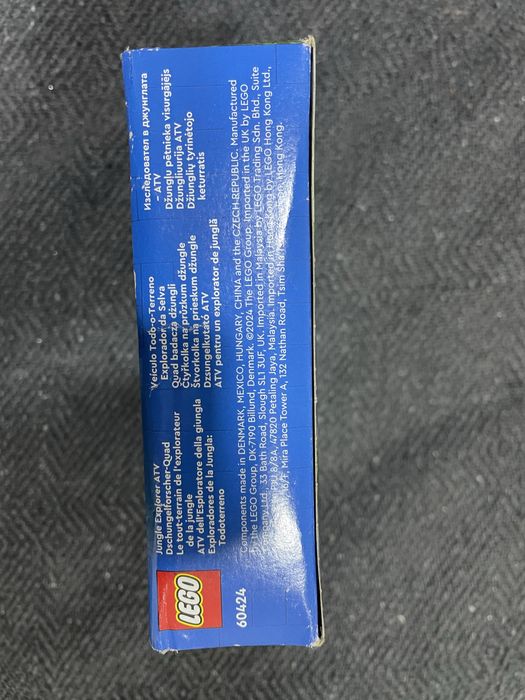 LEGO
60424
Jungle Explorer ATV
Dschungelforscher-Quad
Le tout-terrain de l'explorateur
de la jungle
ATV dell'Esploratore della giungla
Exploradores de la Jungla:
Todoterreno
Veículo Todo-o-Terreno
Explorador da Selva
Quad badacza dżungli
Čtyřkolka na průzkum džungle
Štvorkolka na prieskum džungle
Dzsungelkutató ATV
ATV pentru un explorator de junglă
Изследовател в джунглата
– ATV
Džungļu pētnieka visurgājējs
Džungliuurija ATV
Džiunglių tyrinėtojo
keturratis
Components made in DENMARK, MEXICO, HUNGARY, CHINA and the CZECH REPUBLIC. Manufactured
by the LEGO Group, DK-7190 Billund, Denmark. ©2024 The LEGO Group. Imported in the UK by LEGO
Company Ltd., 33 Bath Road, Slough SL1 3UF, UK. Imported in Malaysia by LEGO Trading Sdn. Bhd., Suite
PJU 8/8A, 47820 Petaling Jaya, Malaysia. Imported in Hong Kong by LEGO Hong Kong Ltd.,
16/F, Mira Place Tower A, 132 Nathan Road, Tsim Sha Hong Kong.